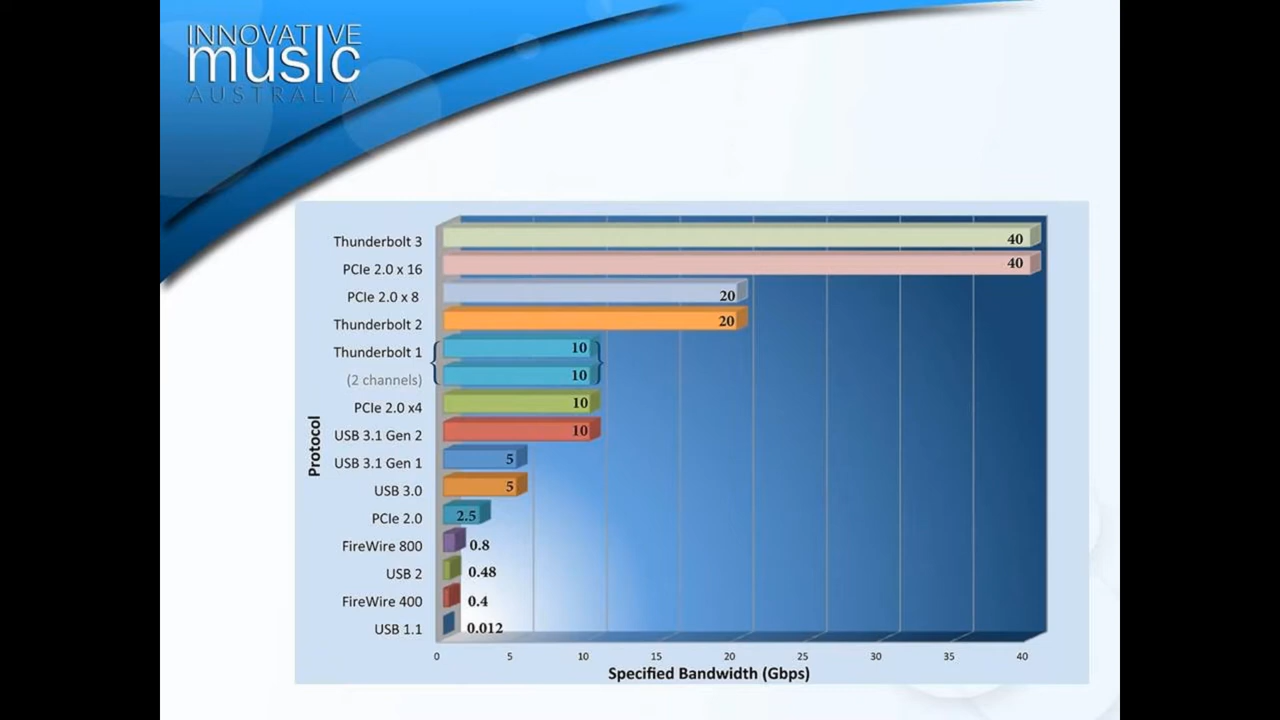 INNOVATIVE
music
AUSTRALIA
Thunderbolt 3 40
PCIe 2.0 x 16 40
PCIe 2.0 x 8 20
Thunderbolt 2 20
Thunderbolt 1 10
(2 channels) 10
PCIe 2.0 x4 10
USB 3.1 Gen 2 10
USB 3.1 Gen 1 5
USB 3.0 5
PCIe 2.0 2.5
FireWire 800 0.8
USB 2 0.48
FireWire 400 0.4
USB 1.1 0.012
Protocol
0 5 10 15 20 25 30 35 40
Specified Bandwidth (Gbps)